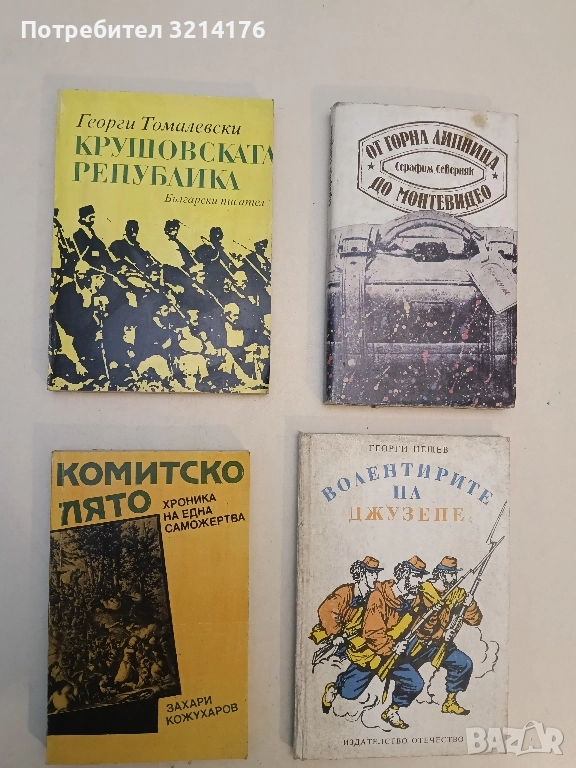 Потребител 3214176
Георги Томалевски
КРУШОВСКАТА
РЕПУБЛИКА
Български писател
ОТ ГОРНА ЛИПНИЦА
Серафим Северняк
ДО МОНТЕВИДЕО
КОМИТСКО
ЛЯТО
ХРОНИКА
НА ЕДНА
САМОЖЕРТВА
ЗАХАРИ
КОЖУХАРОВ
ГЕОРГИ ПЕШЕВ
ВОЛЕНТИРИТЕ
НА
ДЖУЗЕПЕ
ИЗДАТЕЛСТВО ОТЕЧЕСТВО
BAZAR